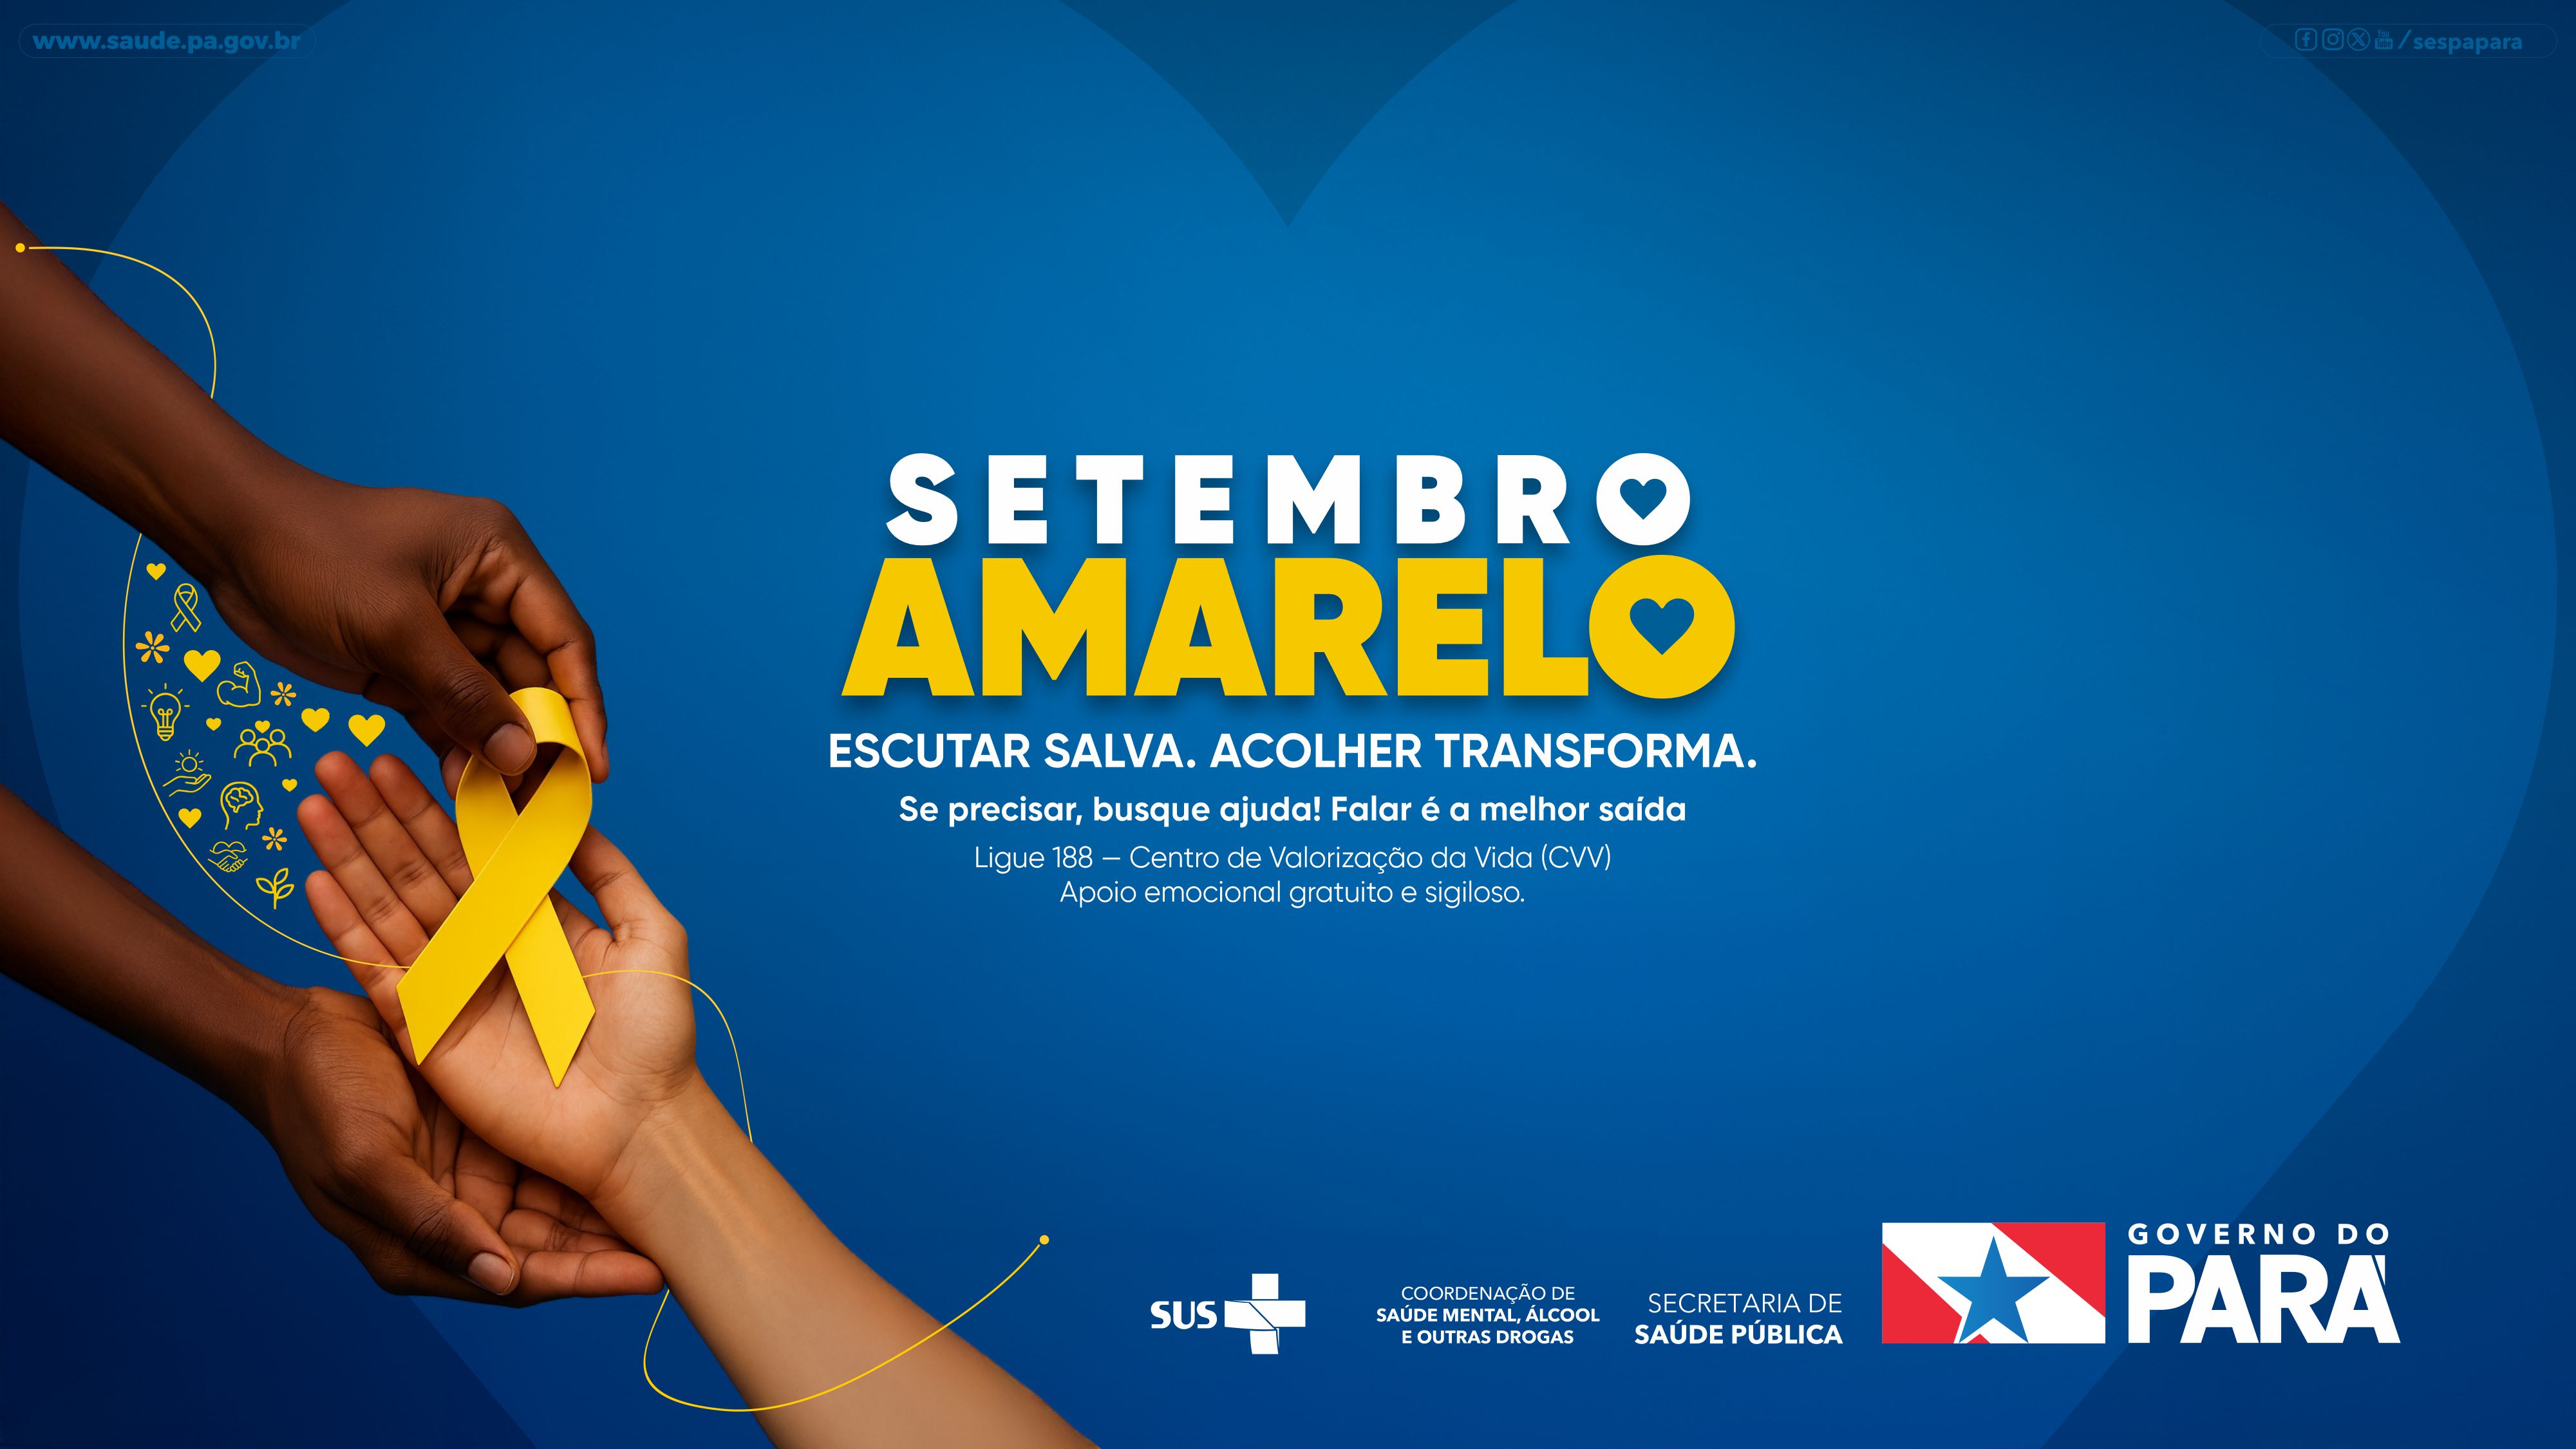 www.saude.pa.gov.br
/sespapara
SETEMBRO
AMARELO
ESCUTAR SALVA. ACOLHER TRANSFORMA.
Se precisar, busque ajuda! Falar é a melhor saída
Ligue 188 – Centro de Valorização da Vida (CVV)
Apoio emocional gratuito e sigiloso.
SUS
COORDENAÇÃO DE
SAÚDE MENTAL, ÁLCOOL
E OUTRAS DROGAS
SECRETARIA DE
SAÚDE PÚBLICA
GOVERNO DO
PARÁ